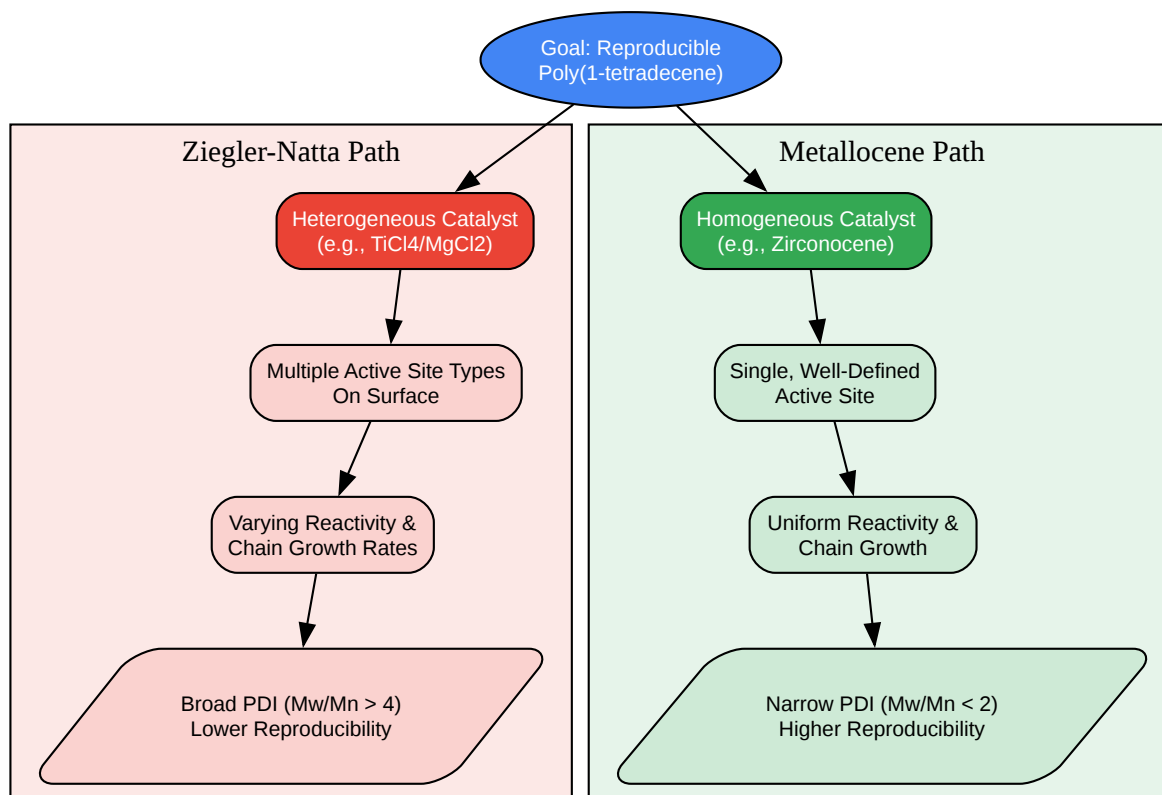 Goal: Reproducible
Poly(1-tetradecene)
Ziegler-Natta Path
Heterogeneous Catalyst
(e.g., TiCl4/MgCl2)
Multiple Active Site Types
On Surface
Varying Reactivity &
Chain Growth Rates
Broad PDI (Mw/Mn > 4)
Lower Reproducibility
Metallocene Path
Homogeneous Catalyst
(e.g., Zirconocene)
Single, Well-Defined
Active Site
Uniform Reactivity &
Chain Growth
Narrow PDI (Mw/Mn < 2)
Higher Reproducibility